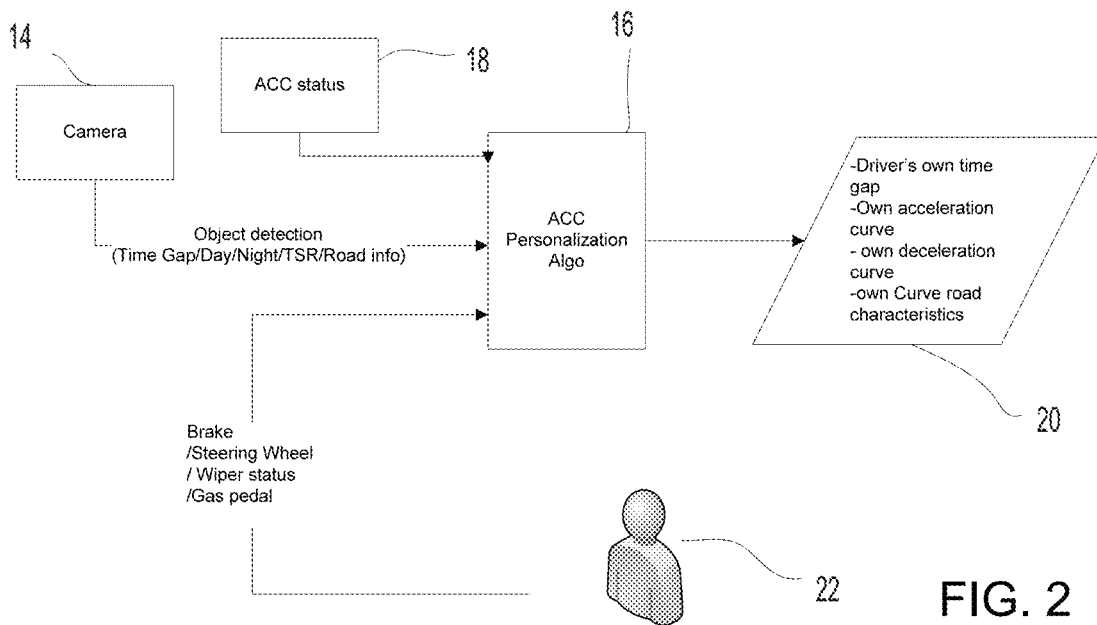 14
Camera
ACC status
18
16
Object detection
(Time Gap/Day/Night/TSR/Road info)
ACC
Personalization
Algo
-Driver's own time
gap
-Own acceleration
curve
- own deceleration
curve
-own Curve road
characteristics
20
Brake
/Steering Wheel
/ Wiper status
/Gas pedal
22
FIG. 2